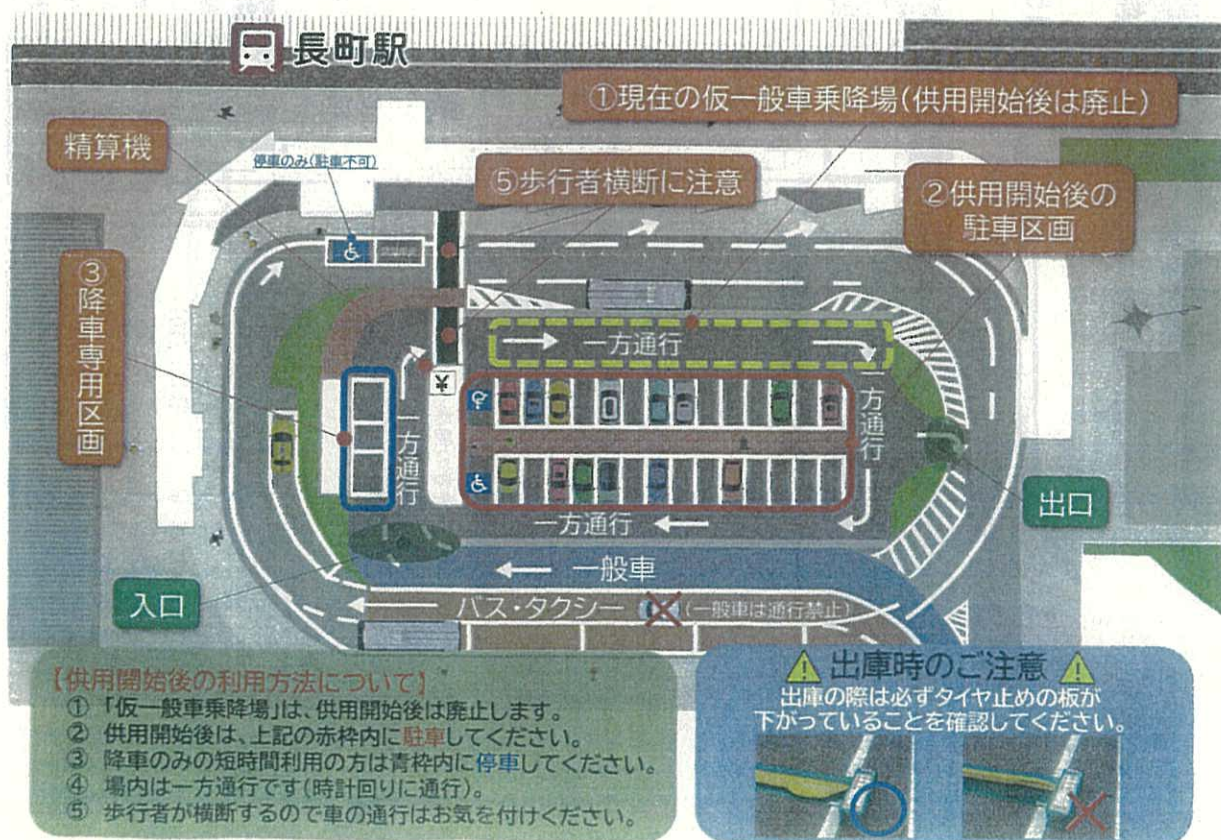 長町駅
①現在の仮一般車乗降場(供用開始後は廃止)
精算機
停車のみ(駐車不可)
⑤歩行者横断に注意
②供用開始後の
駐車区画
③降車専用区画
一方通行
¥
一方通行
一方通行
一方通行
出口
一般車
入口
バス・タクシー
(一般車は通行禁止)
【供用開始後の利用方法について】
① 「仮一般車乗降場」は、供用開始後は廃止します。
② 供用開始後は、上記の赤枠内に駐車してください。
③ 降車のみの短時間利用の方は青枠内に停車してください。
④ 場内は一方通行です(時計回りに通行)。
⑤ 歩行者が横断するので車の通行はお気を付けください。
出庫時のご注意
出庫の際は必ずタイヤ止めの板が
下がっていることを確認してください。